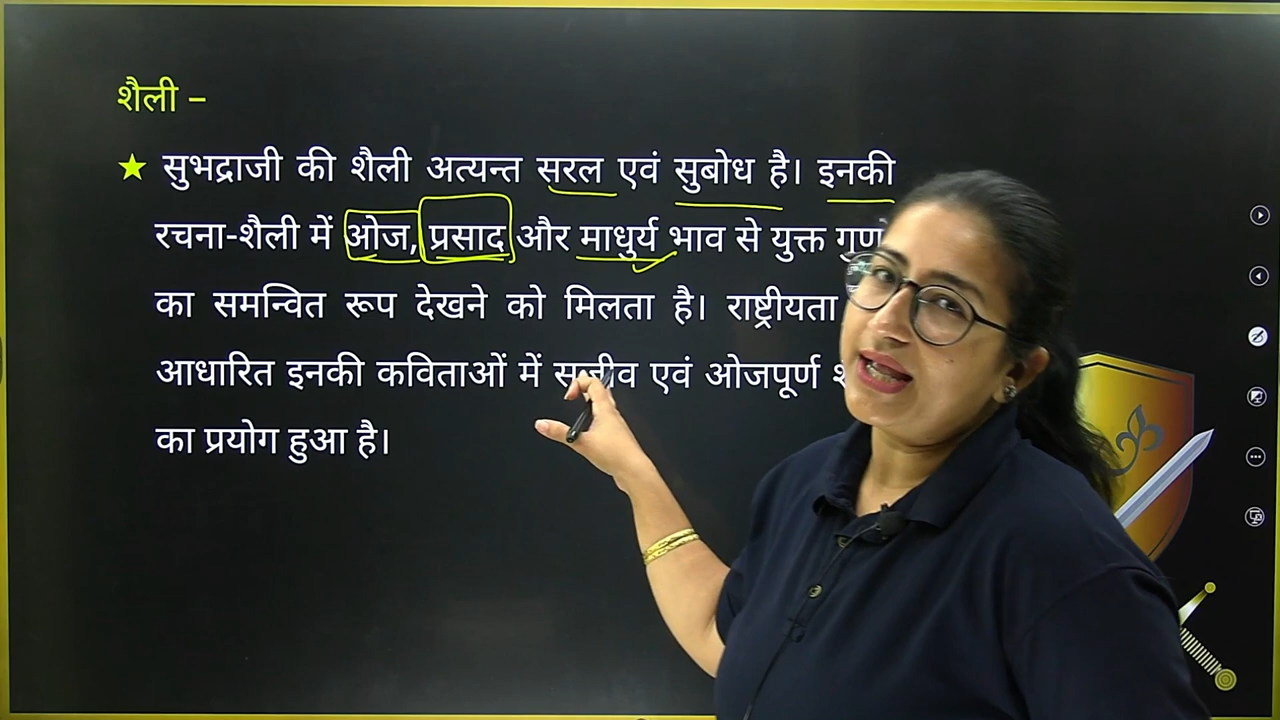 शैली –
★ सुभद्राजी की शैली अत्यन्त सरल एवं सुबोध है। इनकी
रचना-शैली में ओज, प्रसाद और माधुर्य भाव से युक्त
का समन्वित रूप देखने को मिलता है। राष्ट्रीयता
आधारित इनकी कविताओं में सजीव एवं ओजपूर्ण
का प्रयोग हुआ है।